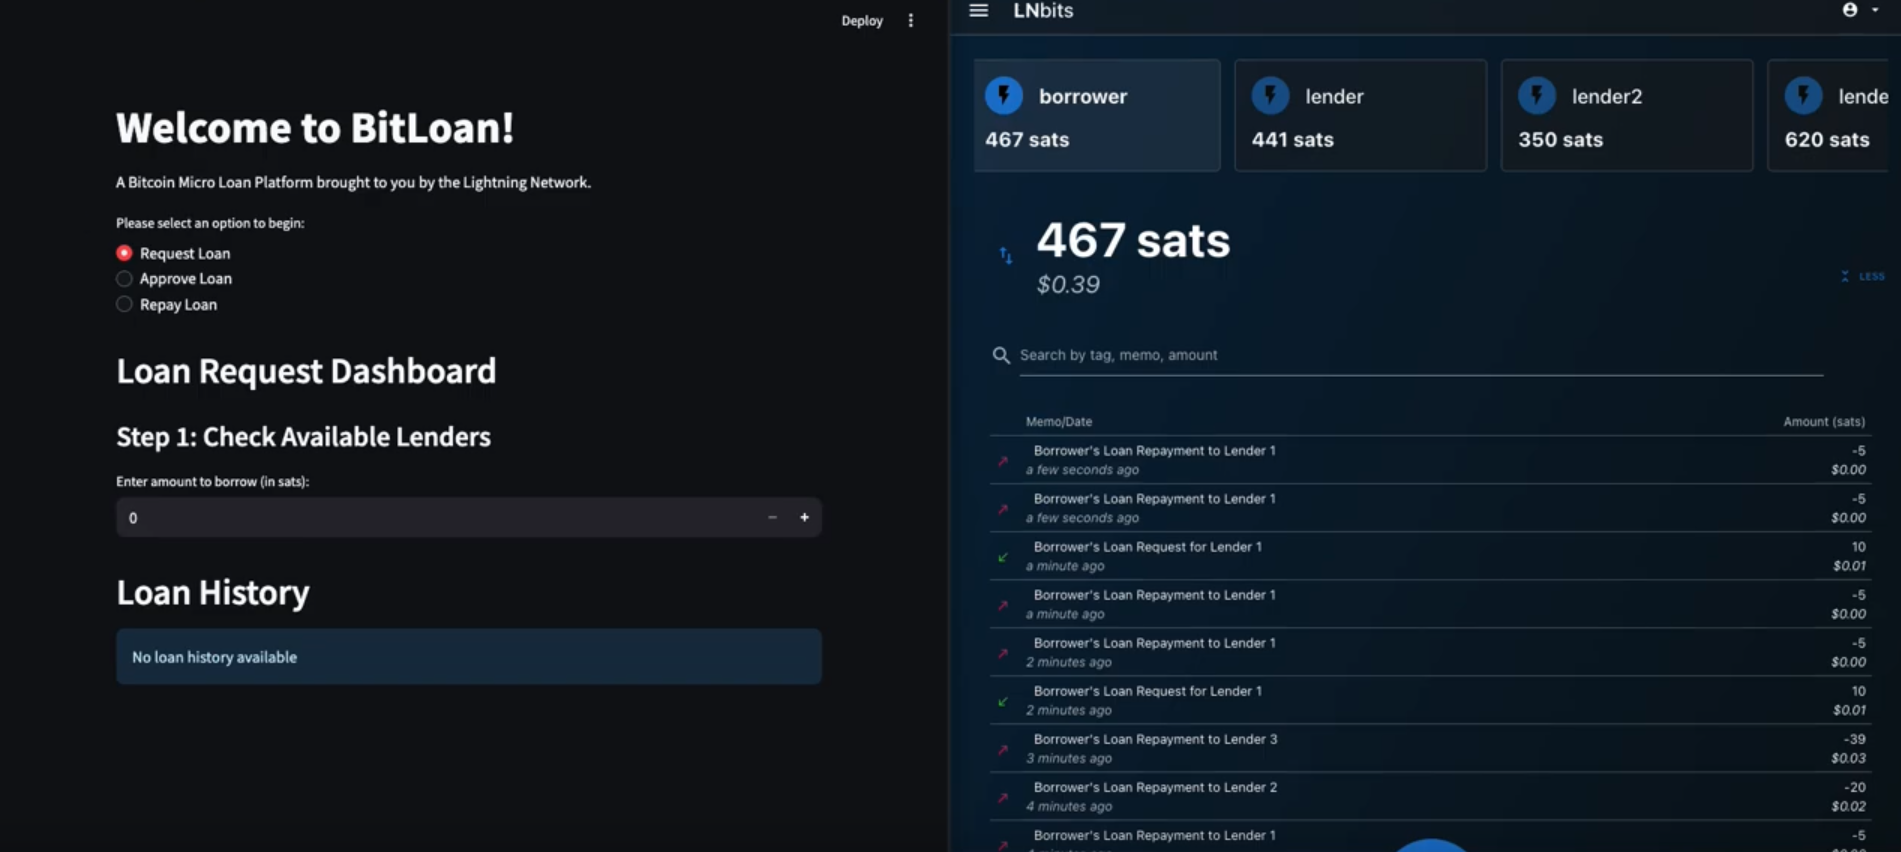 Deploy
Welcome to BitLoan!
A Bitcoin Micro Loan Platform brought to you by the Lightning Network.
Please select an option to begin:
Request Loan
Approve Loan
Repay Loan
Loan Request Dashboard
Step 1: Check Available Lenders
Enter amount to borrow (in sats):
0
Loan History
No loan history available
LNbits
borrower
467 sats
lender
441 sats
lender2
350 sats
lende
620 sats
467 sats
$0.39
LESS
Search by tag, memo, amount
Memo/Date Amount (sats)
Borrower's Loan Repayment to Lender 1 -5
a few seconds ago $0.00
Borrower's Loan Repayment to Lender 1 -5
a few seconds ago $0.00
Borrower's Loan Request for Lender 1 10
a minute ago $0.01
Borrower's Loan Repayment to Lender 1 -5
a minute ago $0.00
Borrower's Loan Repayment to Lender 1 -5
2 minutes ago $0.00
Borrower's Loan Request for Lender 1 10
2 minutes ago $0.01
Borrower's Loan Repayment to Lender 3 -39
3 minutes ago $0.03
Borrower's Loan Repayment to Lender 2 -20
4 minutes ago $0.02
Borrower's Loan Repayment to Lender 1 -5